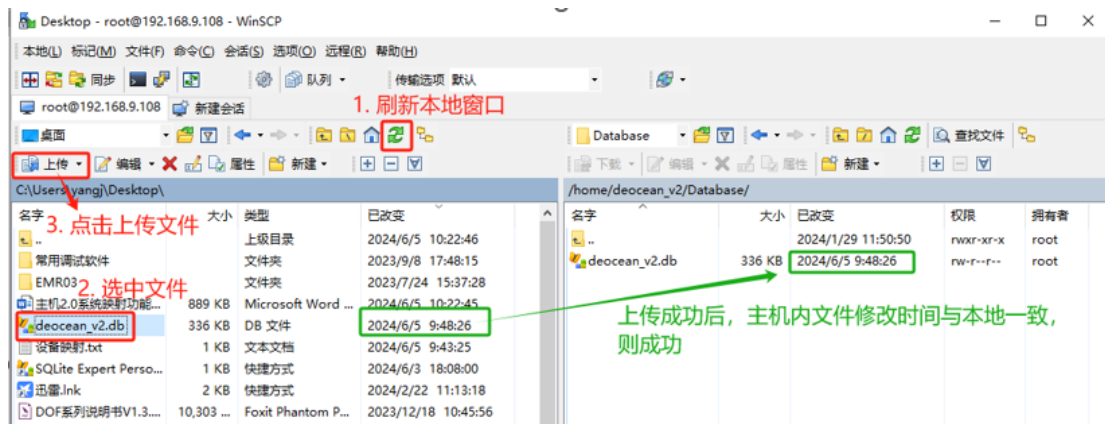 Desktop - root@192.168.9.108 - WinSCP
本地(L) 标记(M) 文件(F) 命令(C) 会话(S) 选项(O) 远程(R) 帮助(H)
同步 队列 传输选项 默认
root@192.168.9.108 新建会话
1. 刷新本地窗口
桌面 Database 查找文件
上传 编辑 属性 新建 下载 编辑 属性 新建
C:\Users\yangj\Desktop\ /home/deocean_v2/Database/
名字 大小 类型 已改变 名字 大小 已改变 权限 拥有者
3. 点击上传文件
.. 上级目录 2024/6/5 10:22:46 .. 2024/1/29 11:50:50 rwxr-xr-x root
常用调试软件 文件夹 2023/9/8 17:48:15 deocean_v2.db 336 KB 2024/6/5 9:48:26 rw-r--r-- root
EMR03 文件夹 2023/7/24 15:37:28
2. 选中文件
主机2.0系统映射功能... 889 KB Microsoft Word ... 2024/6/5 10:22:45
deocean_v2.db 336 KB DB 文件 2024/6/5 9:48:26
上传成功后，主机内文件修改时间与本地一致，
则成功
设备映射.txt 1 KB 文本文档 2024/6/5 9:43:25
SQLite Expert Perso... 1 KB 快捷方式 2024/6/3 18:08:00
迅雷.lnk 2 KB 快捷方式 2024/2/22 11:13:18
DOF系列说明书V1.3.... 10,303 ... Foxit Phantom P... 2023/12/18 10:45:56